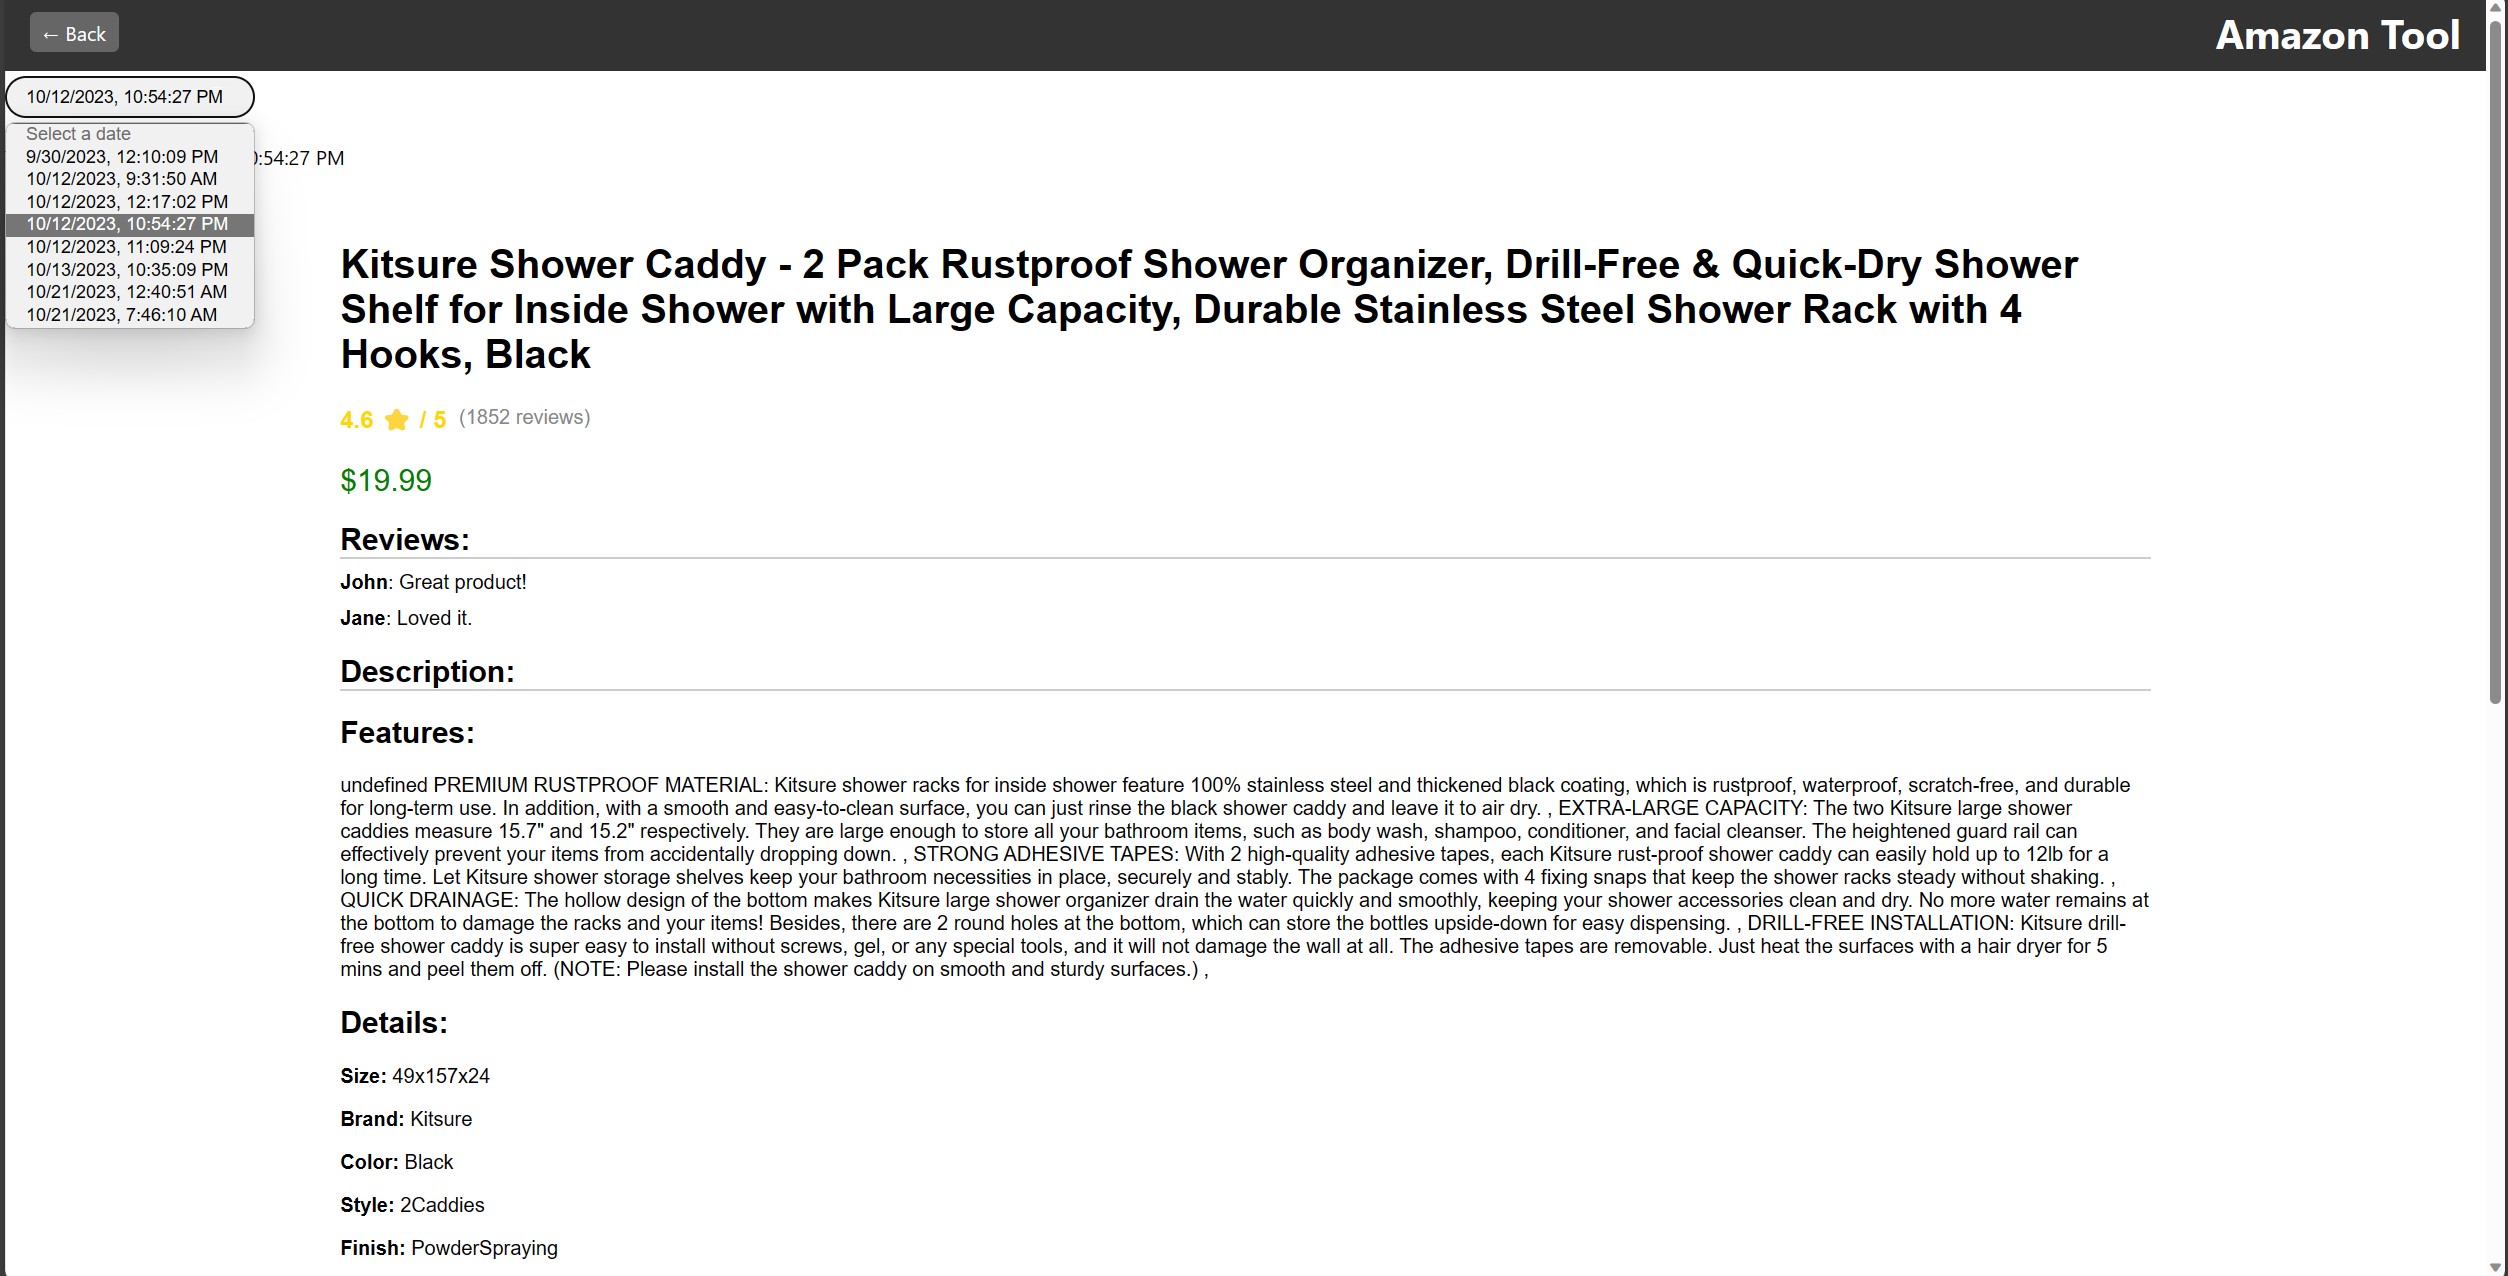 ← Back
Amazon Tool
10/12/2023, 10:54:27 PM
Select a date
9/30/2023, 12:10:09 PM
10/12/2023, 9:31:50 AM
10/12/2023, 12:17:02 PM
10/12/2023, 10:54:27 PM
10/12/2023, 11:09:24 PM
10/13/2023, 10:35:09 PM
10/21/2023, 12:40:51 AM
10/21/2023, 7:46:10 AM
:54:27 PM
Kitsure Shower Caddy - 2 Pack Rustproof Shower Organizer, Drill-Free & Quick-Dry Shower
Shelf for Inside Shower with Large Capacity, Durable Stainless Steel Shower Rack with 4
Hooks, Black
4.6 ⭐ / 5 (1852 reviews)
$19.99
Reviews:
John: Great product!
Jane: Loved it.
Description:
Features:
undefined PREMIUM RUSTPROOF MATERIAL: Kitsure shower racks for inside shower feature 100% stainless steel and thickened black coating, which is rustproof, waterproof, scratch-free, and durable
for long-term use. In addition, with a smooth and easy-to-clean surface, you can just rinse the black shower caddy and leave it to air dry. , EXTRA-LARGE CAPACITY: The two Kitsure large shower
caddies measure 15.7" and 15.2" respectively. They are large enough to store all your bathroom items, such as body wash, shampoo, conditioner, and facial cleanser. The heightened guard rail can
effectively prevent your items from accidentally dropping down. , STRONG ADHESIVE TAPES: With 2 high-quality adhesive tapes, each Kitsure rust-proof shower caddy can easily hold up to 12lb for a
long time. Let Kitsure shower storage shelves keep your bathroom necessities in place, securely and stably. The package comes with 4 fixing snaps that keep the shower racks steady without shaking. ,
QUICK DRAINAGE: The hollow design of the bottom makes Kitsure large shower organizer drain the water quickly and smoothly, keeping your shower accessories clean and dry. No more water remains at
the bottom to damage the racks and your items! Besides, there are 2 round holes at the bottom, which can store the bottles upside-down for easy dispensing. , DRILL-FREE INSTALLATION: Kitsure drill-
free shower caddy is super easy to install without screws, gel, or any special tools, and it will not damage the wall at all. The adhesive tapes are removable. Just heat the surfaces with a hair dryer for 5
mins and peel them off. (NOTE: Please install the shower caddy on smooth and sturdy surfaces.) ,
Details:
Size: 49x157x24
Brand: Kitsure
Color: Black
Style: 2Caddies
Finish: PowderSpraying